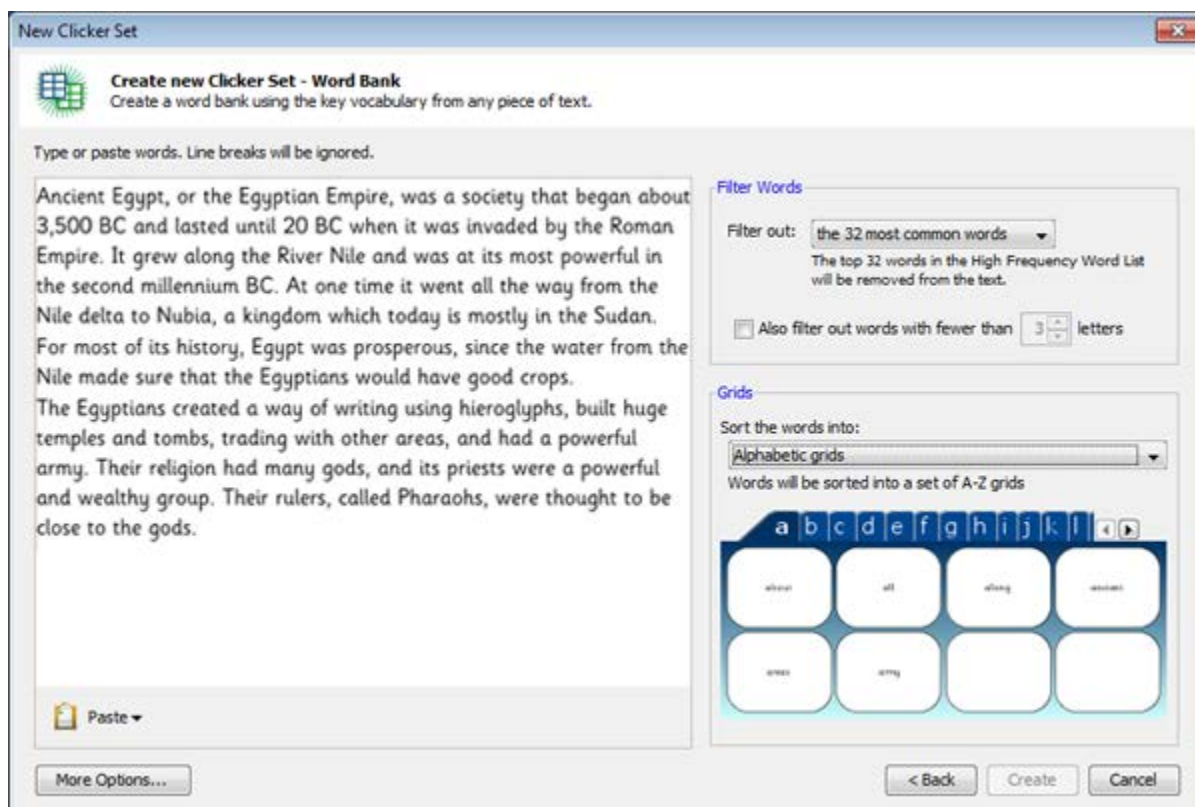 New Clicker Set
Create new Clicker Set - Word Bank
Create a word bank using the key vocabulary from any piece of text.
Type or paste words. Line breaks will be ignored.
Ancient Egypt, or the Egyptian Empire, was a society that began about
3,500 BC and lasted until 20 BC when it was invaded by the Roman
Empire. It grew along the River Nile and was at its most powerful in
the second millennium BC. At one time it went all the way from the
Nile delta to Nubia, a kingdom which today is mostly in the Sudan.
For most of its history, Egypt was prosperous, since the water from the
Nile made sure that the Egyptians would have good crops.
The Egyptians created a way of writing using hieroglyphs, built huge
temples and tombs, trading with other areas, and had a powerful
army. Their religion had many gods, and its priests were a powerful
and wealthy group. Their rulers, called Pharaohs, were thought to be
close to the gods.
Paste
Filter Words
Filter out: the 32 most common words
The top 32 words in the High Frequency Word List
will be removed from the text.
Also filter out words with fewer than 3 letters
Grids
Sort the words into:
Alphabetic grids
Words will be sorted into a set of A-Z grids
a b c d e f g h i j k l
about all along ancient
areas army
More Options... < Back Create Cancel